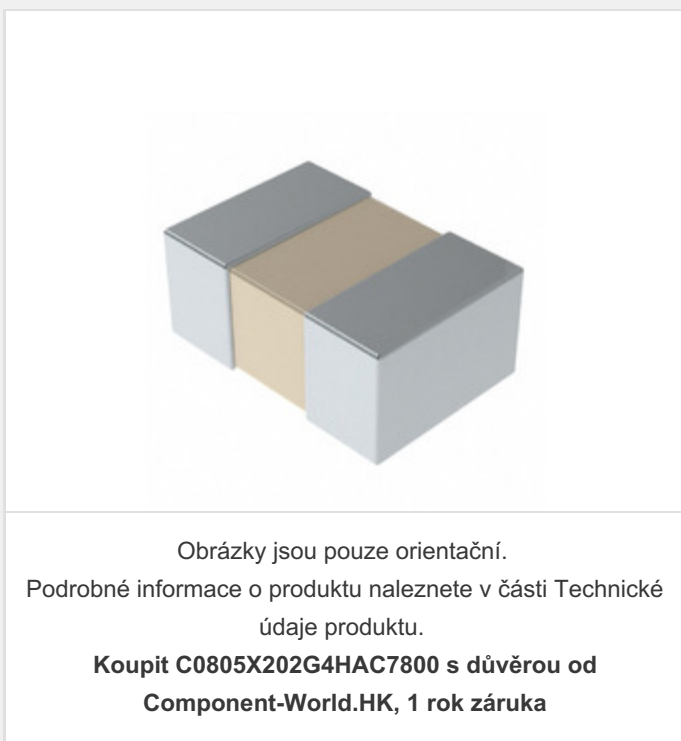 Obrázky jsou pouze orientační.
Podrobné informace o produktu naleznete v části Technické
údaje produktu.
Koupit C0805X202G4HAC7800 s důvěrou od
Component-World.HK, 1 rok záruka